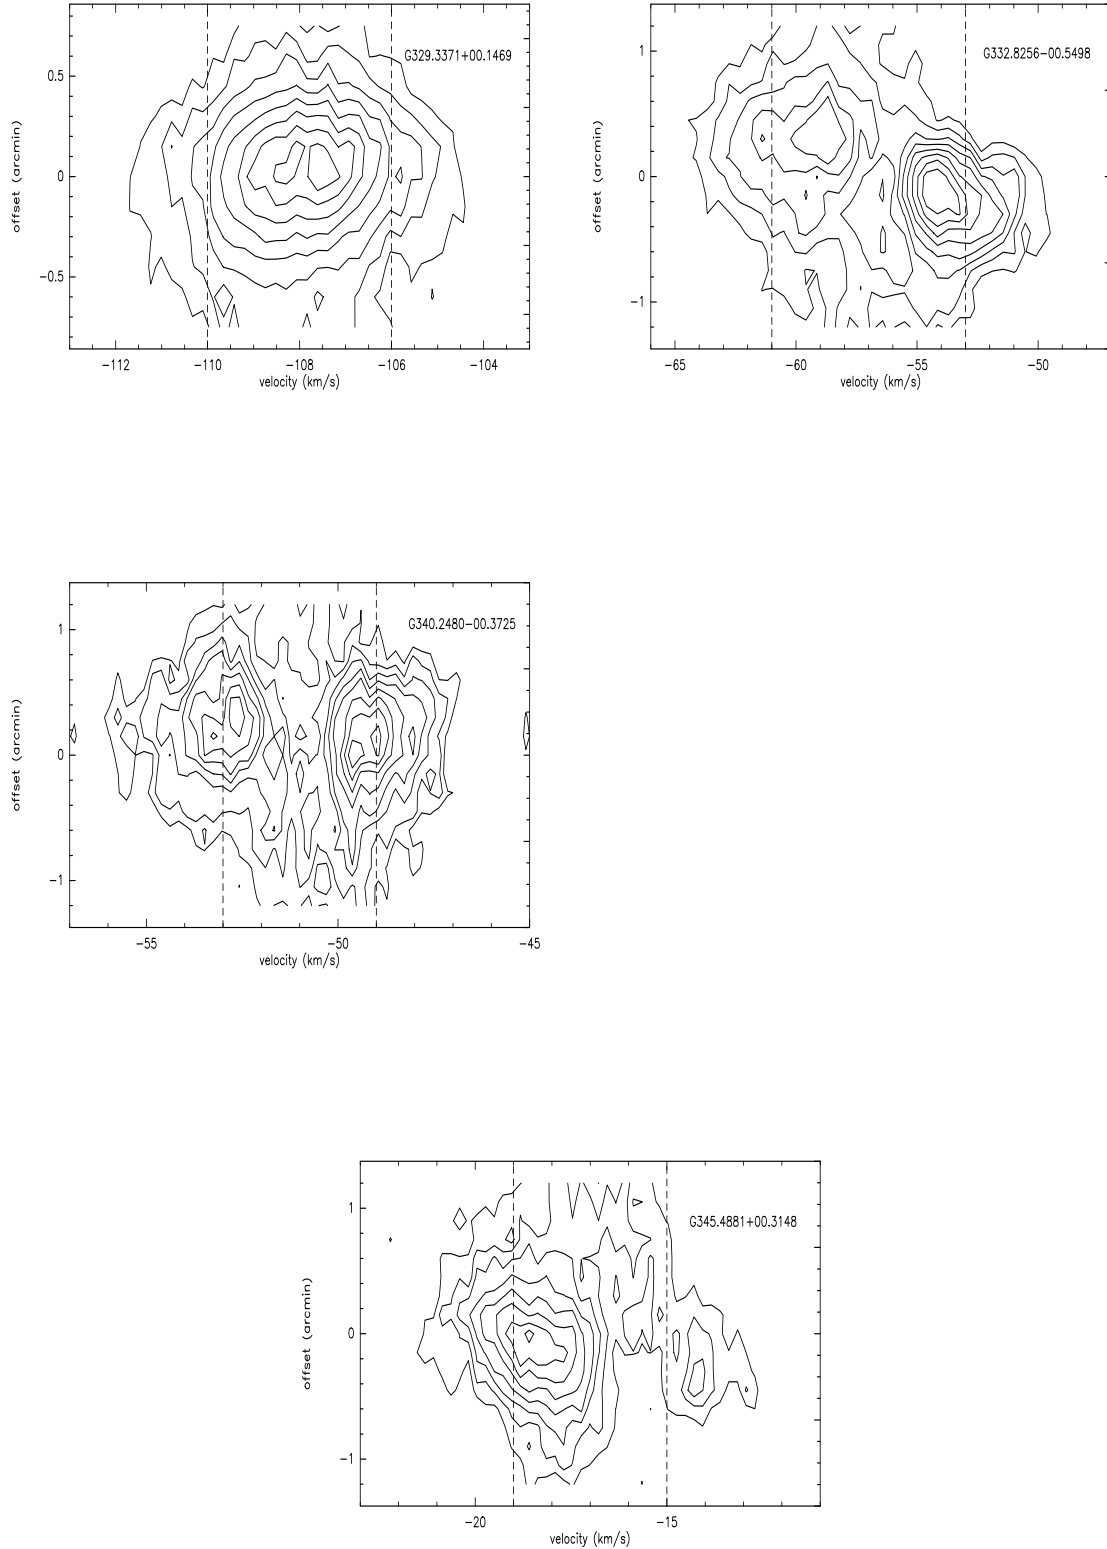 G329.3371+00.1469
0.5
0
−0.5
offset (arcmin)
−112 −110 −108 −106 −104
velocity (km/s)
G332.8256−00.5498
1
0
−1
offset (arcmin)
−65 −60 −55 −50
velocity (km/s)
G340.2480−00.3725
1
0
−1
offset (arcmin)
−55 −50 −45
velocity (km/s)
G345.4881+00.3148
1
0
−1
offset (arcmin)
−20 −15
velocity (km/s)